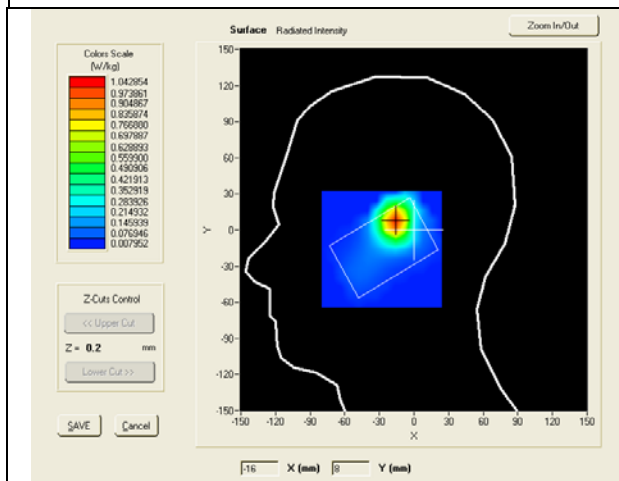 Surface Radiated Intensity
Zoom In/Out
Colors Scale
(W/kg)
1.042854
0.973861
0.904867
0.835874
0.766880
0.697887
0.628893
0.559900
0.490906
0.421913
0.352919
0.283926
0.214932
0.145939
0.076946
0.007952
Z-Cuts Control
<< Upper Cut
Z = 0.2 mm
Lower Cut >>
SAVE
Cancel
150
120
90
60
30
0
-30
-60
-90
-120
-150
Y
-150 -120 -90 -60 -30 0 30 60 90 120 150
X
-16 X (mm) 8 Y (mm)